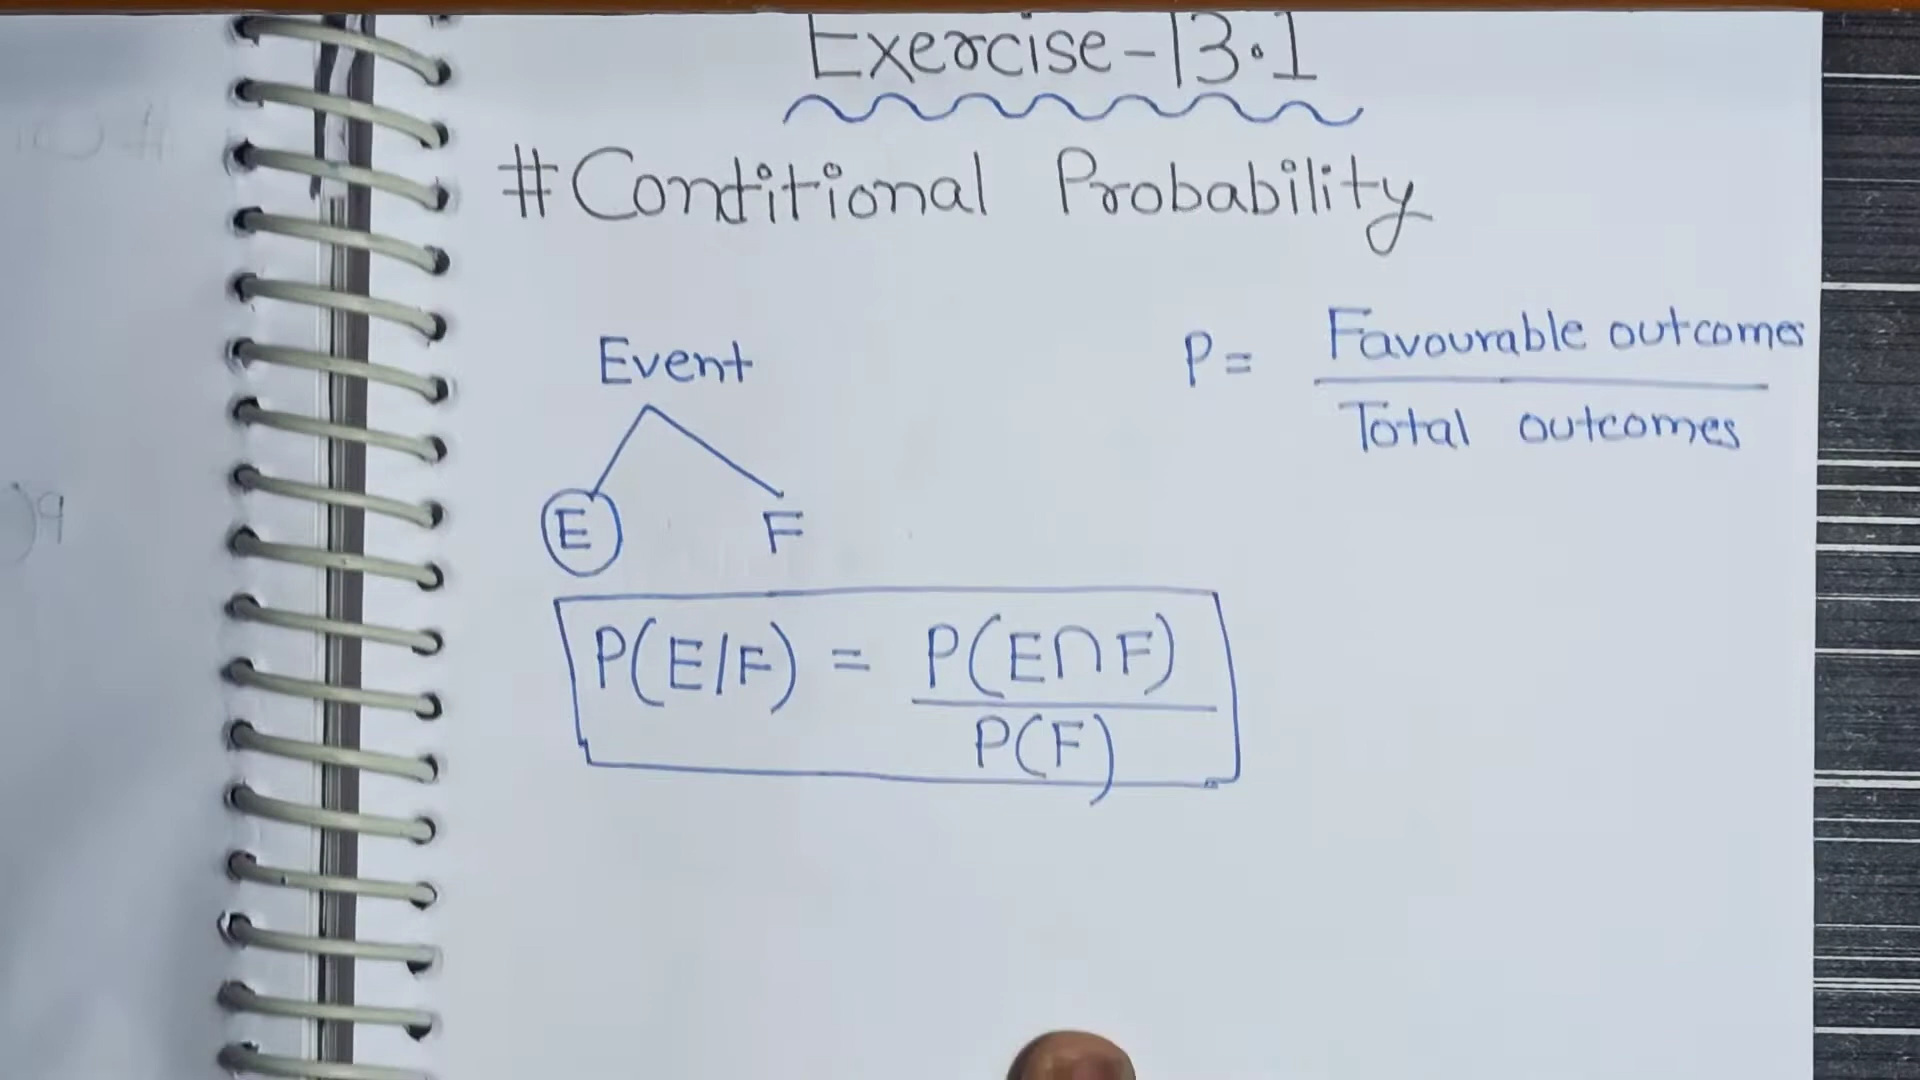 Exercise-13.1
#Conditional Probability
Event
E F
P = Favourable outcomes
Total outcomes
P(E/F) = P(E∩F)
P(F)